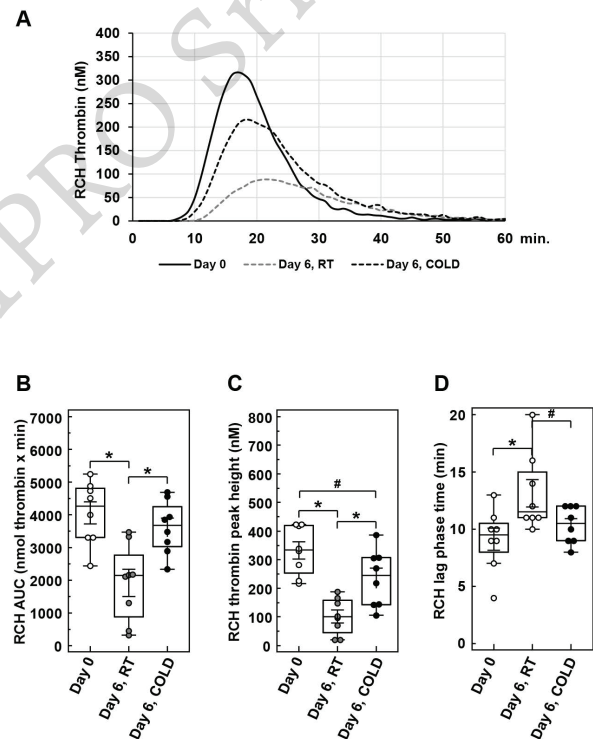 A
RCH Thrombin (nM)
400
350
300
250
200
150
100
50
0
0 10 20 30 40 50 60 min.
Day 0 Day 6, RT Day 6, COLD
B
RCH AUC (nmol thrombin x min)
7000
6000
5000
4000
3000
2000
1000
0
* *
Day 0 Day 6, RT Day 6, COLD
C
RCH thrombin peak height (nM)
800
700
600
500
400
300
200
100
0
#
* *
Day 0 Day 6, RT Day 6, COLD
D
RCH lag phase time (min)
20
15
10
5
0
* #
Day 0 Day 6, RT Day 6, COLD